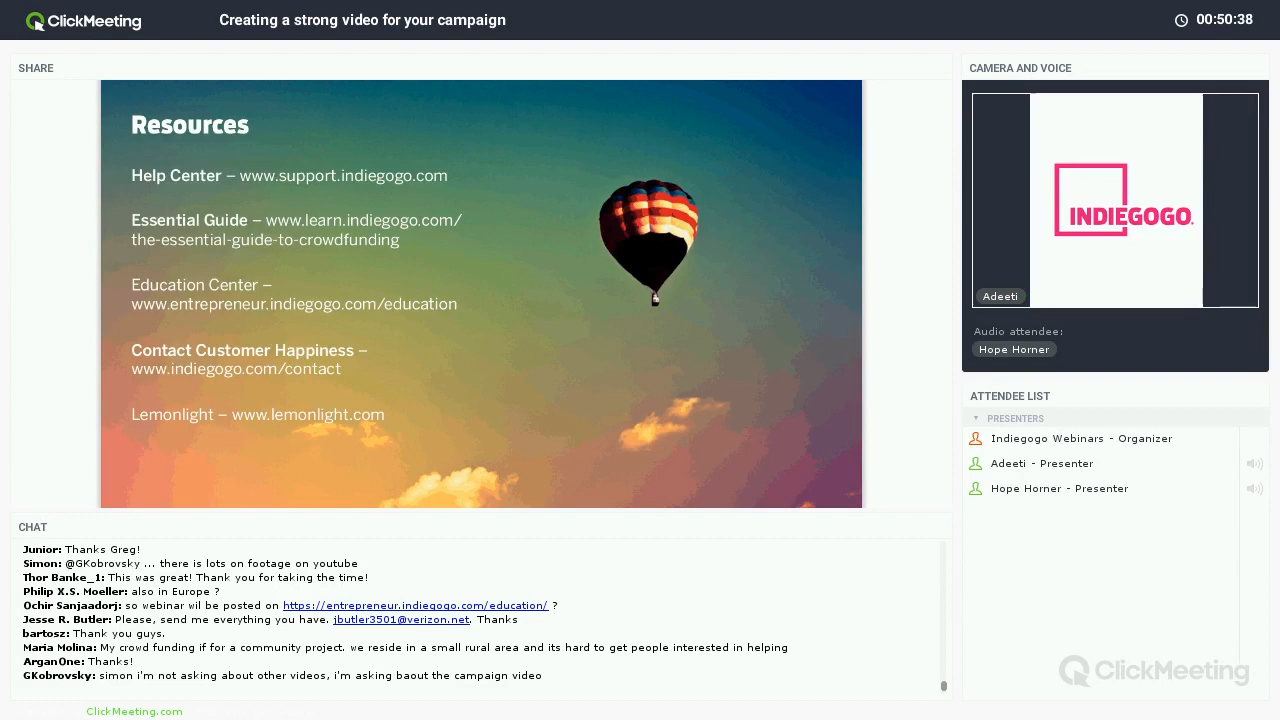 ClickMeeting
Creating a strong video for your campaign
00:50:38
SHARE
Resources
Help Center – www.support.indiegogo.com
Essential Guide – www.learn.indiegogo.com/
the-essential-guide-to-crowdfunding
Education Center –
www.entrepreneur.indiegogo.com/education
Contact Customer Happiness –
www.indiegogo.com/contact
Lemonlight – www.lemonlight.com
CHAT
Junior: Thanks Greg!
Simon: @GKobrovsky ... there is lots on footage on youtube
Thor Banke_1: This was great! Thank you for taking the time!
Philip X.S. Moeller: also in Europe ?
Ochir Sanjaadorj: so webinar wil be posted on https://entrepreneur.indiegogo.com/education/ ?
Jesse R. Butler: Please, send me everything you have. jbutler3501@verizon.net. Thanks
bartosz: Thank you guys.
Maria Molina: My crowd funding if for a community project. we reside in a small rural area and its hard to get people interested in helping
ArganOne: Thanks!
GKobrovsky: simon i'm not asking about other videos, i'm asking baout the campaign video
ClickMeeting.com
CAMERA AND VOICE
INDIEGOGO.
Adeeti
Audio attendee:
Hope Horner
ATTENDEE LIST
PRESENTERS
Indiegogo Webinars - Organizer
Adeeti - Presenter
Hope Horner - Presenter
ClickMeeting